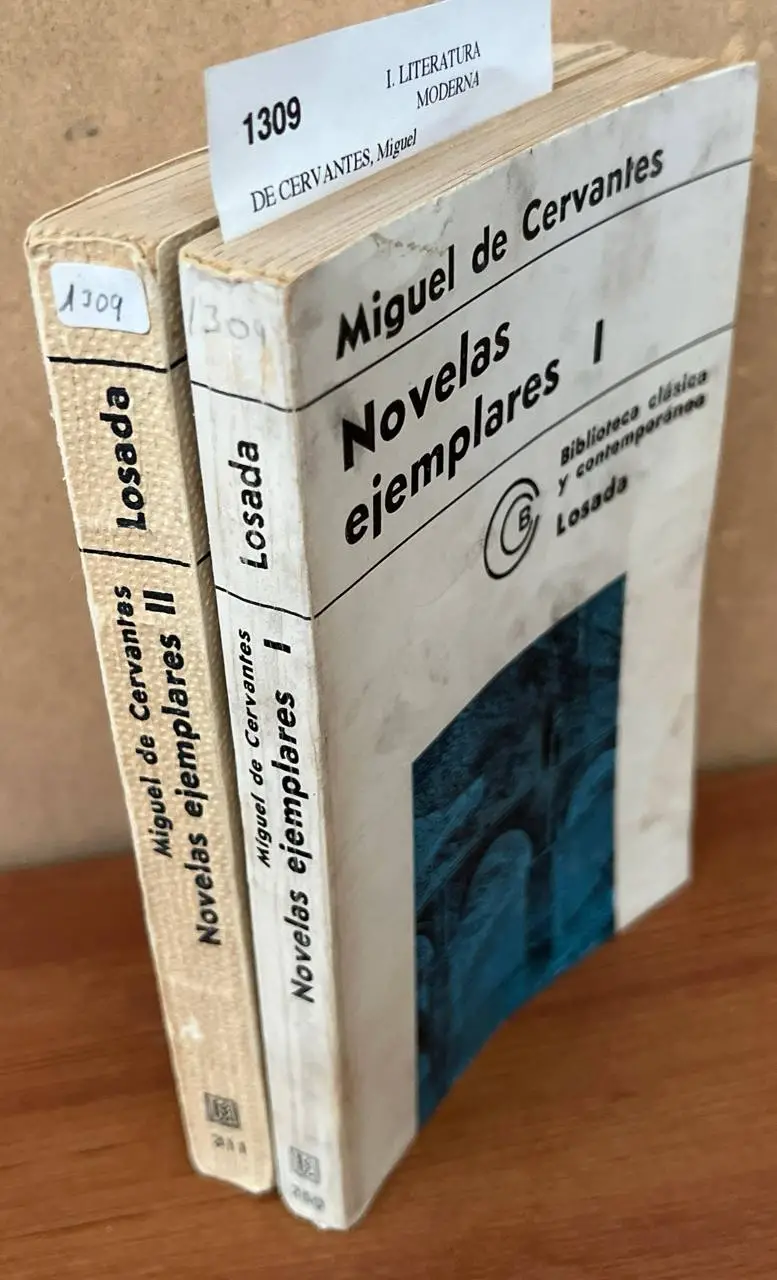 1309
I. LITERATURA
MODERNA
DE CERVANTES, Miguel
1309
Losada
Miguel de Cervantes
Novelas ejemplares II
211
1309
Losada
Miguel de Cervantes
Novelas ejemplares I
Miguel de Cervantes
Novelas
ejemplares I
B
Biblioteca clásica
y contemporánea
Losada